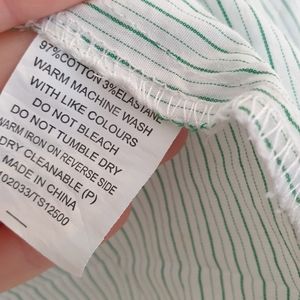 97%COTTON 3%ELASTANE
WARM MACHINE WASH
WITH LIKE COLOURS
DO NOT BLEACH
DO NOT TUMBLE DRY
WARM IRON ON REVERSE SIDE
DRY CLEANABLE (P)
MADE IN CHINA
102033/TS12500